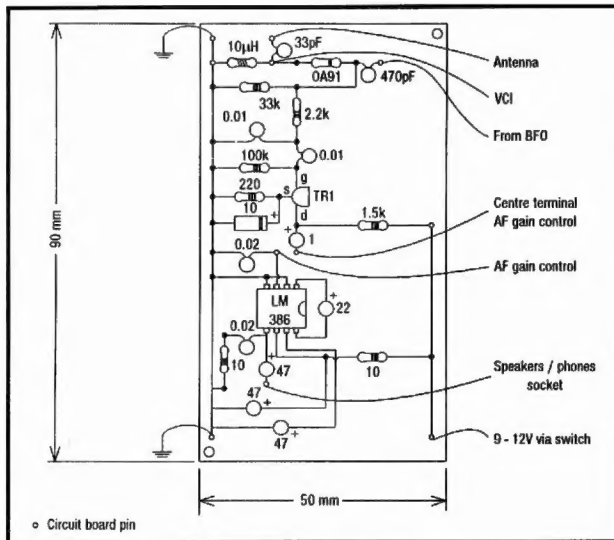 10µH
33pF
Antenna
0A91
470pF
VCI
33k
2.2k
From BFO
0.01
0.01
100k
g
220
s
TR1
10
d
Centre terminal
AF gain control
1.5k
+
+
1
0.02
AF gain control
90 mm
LM
386
+
22
0.02
10
+
47
10
Speakers / phones
socket
47
+
47
+
9 - 12V via switch
50 mm
Circuit board pin